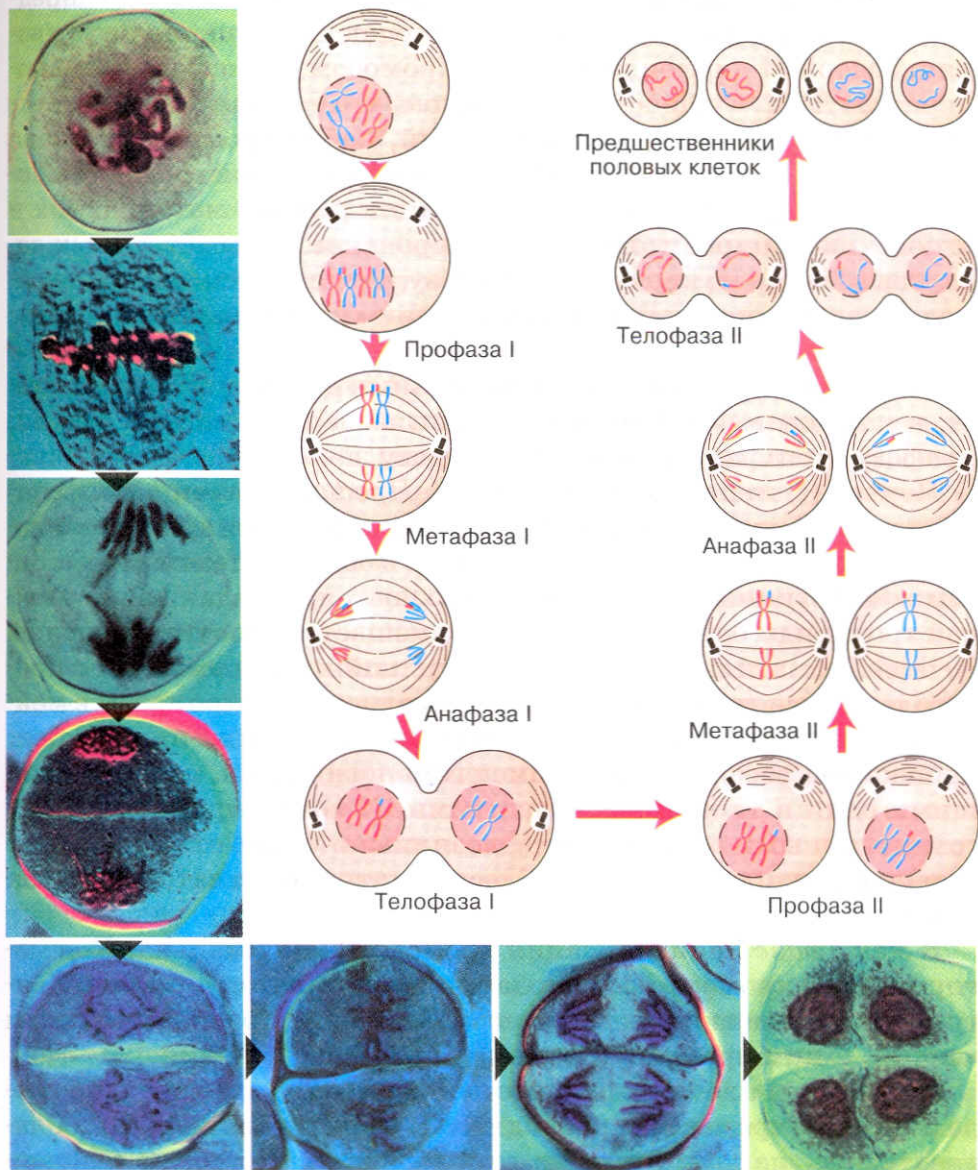 Профаза I
Метафаза I
Анафаза I
Телофаза I
Профаза II
Метафаза II
Анафаза II
Телофаза II
Предшественники
половых клеток